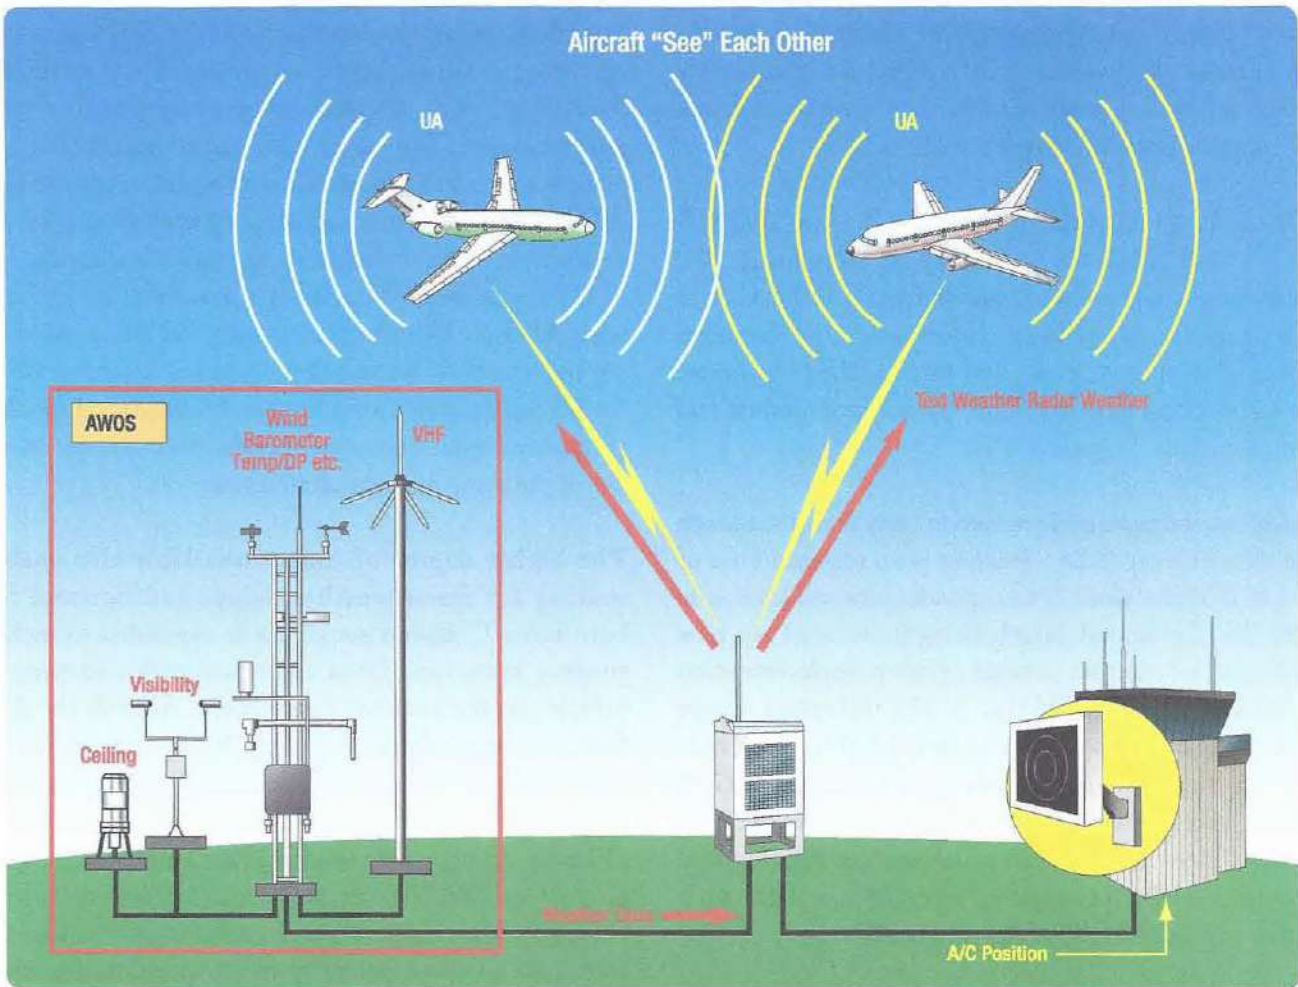 Aircraft “See” Each Other
UA
UA
Text Weather Radar Weather
AWOS
Wind
Barometer
Temp/DP etc.
VHF
Visibility
Ceiling
Weather Data
A/C Position